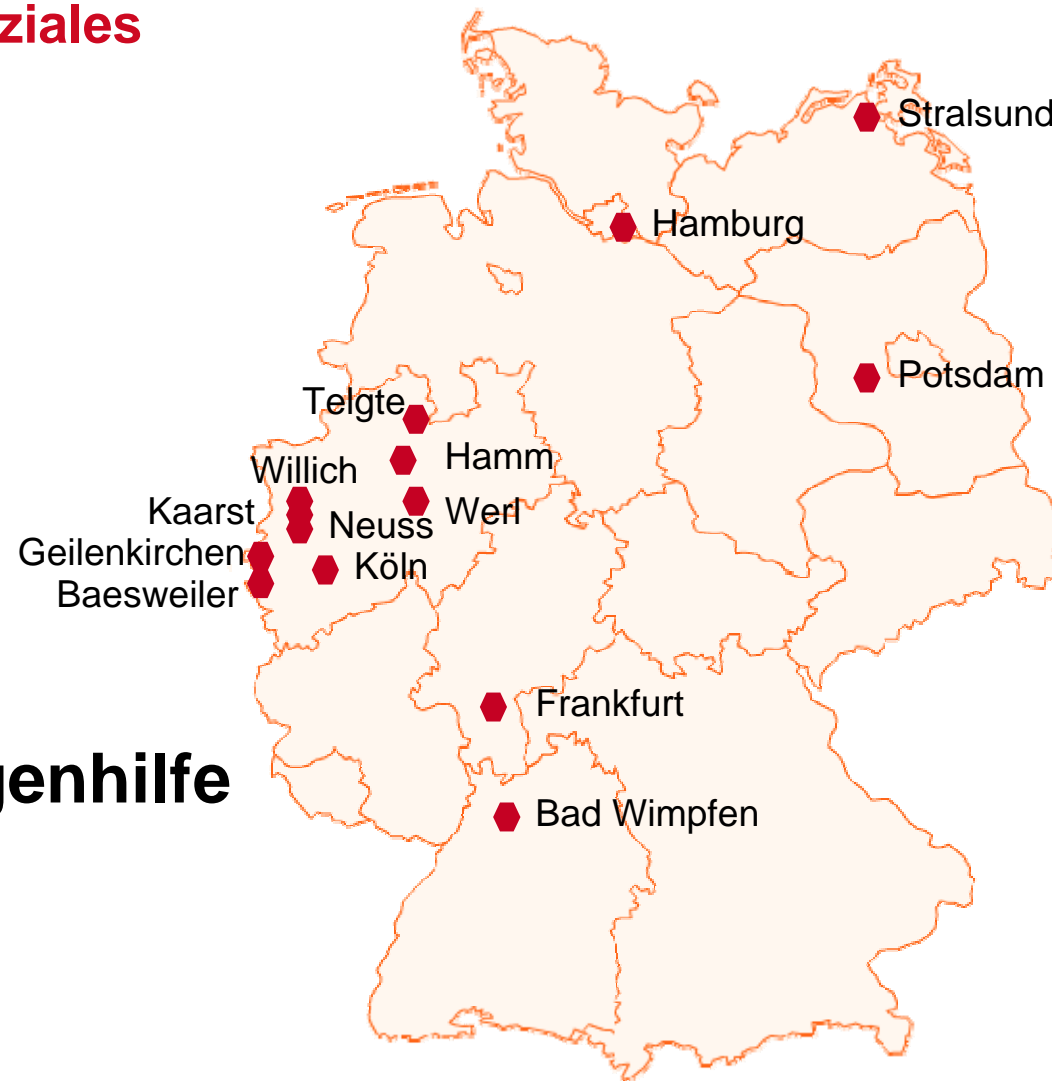 ziales
Stralsund
Hamburg
Potsdam
Telgte
Hamm
Willich
Werl
Kaarst
Neuss
Geilenkirchen
Köln
Baesweiler
Frankfurt
genhilfe
Bad Wimpfen